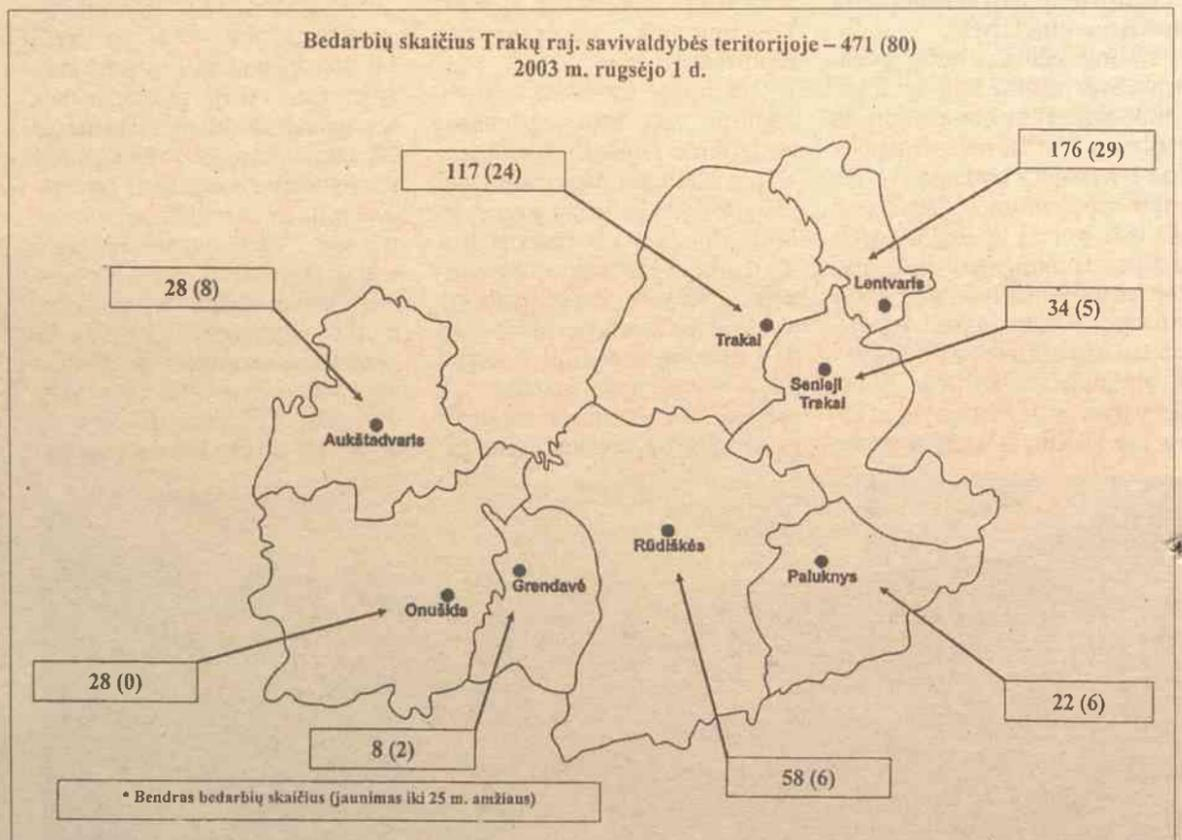 Bedarbių skaičius Trakų raj. savivaldybės teritorijoje – 471 (80)
2003 m. rugsėjo 1 d.
117 (24)
176 (29)
28 (8)
Lentvaris
34 (5)
Trakai
Senieji
Trakai
Aukštadvaris
Rūdiškės
Grendavė
Paluknys
Onuškis
28 (0)
22 (6)
8 (2)
58 (6)
* Bendras bedarbių skaičius (jaunimas iki 25 m. amžiaus)